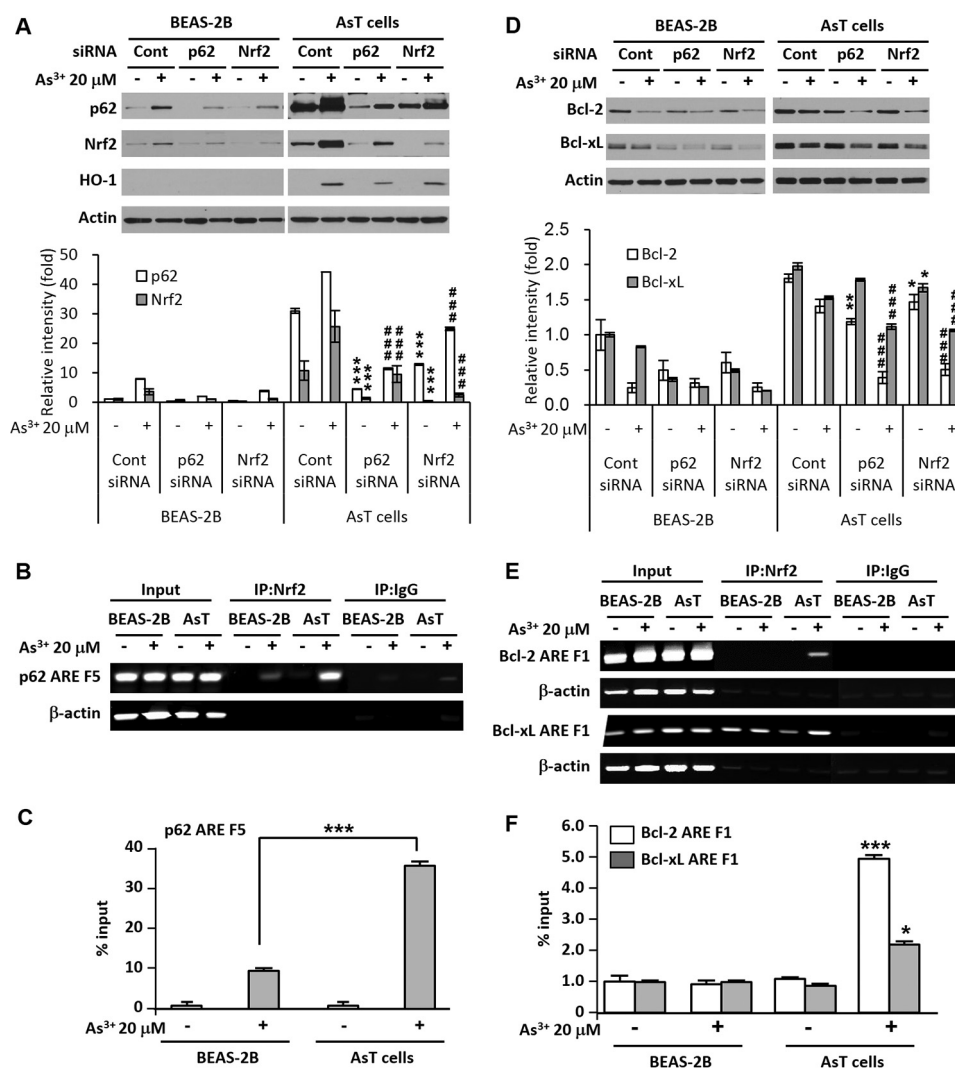 A
BEAS-2B AsT cells
siRNA Cont p62 Nrf2 Cont p62 Nrf2
As³⁺ 20 μM - + - + - + - + - + - +
p62
Nrf2
HO-1
Actin
Relative intensity (fold)
50
40
30
20
10
0
p62
Nrf2
*** *** ### ### *** *** ### ###
As³⁺ 20 μM - + - + - + - + - + - +
Cont siRNA p62 siRNA Nrf2 siRNA Cont siRNA p62 siRNA Nrf2 siRNA
BEAS-2B AsT cells
B
Input IP:Nrf2 IP:IgG
BEAS-2B AsT BEAS-2B AsT BEAS-2B AsT
As³⁺ 20 μM - + - + - + - + - + - +
p62 ARE F5
β-actin
C
p62 ARE F5
***
% input
40
30
20
10
0
As³⁺ 20 μM - + - +
BEAS-2B AsT cells
D
BEAS-2B AsT cells
siRNA Cont p62 Nrf2 Cont p62 Nrf2
As³⁺ 20 μM - + - + - + - + - + - +
Bcl-2
Bcl-xL
Actin
Relative intensity (fold)
2.5
2.0
1.5
1.0
0.5
0.0
Bcl-2
Bcl-xL
** ### ### * * ### ###
As³⁺ 20 μM - + - + - + - + - + - +
Cont siRNA p62 siRNA Nrf2 siRNA Cont siRNA p62 siRNA Nrf2 siRNA
BEAS-2B AsT cells
E
Input IP:Nrf2 IP:IgG
BEAS-2B AsT BEAS-2B AsT BEAS-2B AsT
As³⁺ 20 μM - + - + - + - + - + - +
Bcl-2 ARE F1
β-actin
Bcl-xL ARE F1
β-actin
F
Bcl-2 ARE F1
Bcl-xL ARE F1
*** *
% input
6.0
5.0
4.0
3.0
2.0
1.0
0.0
As³⁺ 20 μM - + - +
BEAS-2B AsT cells